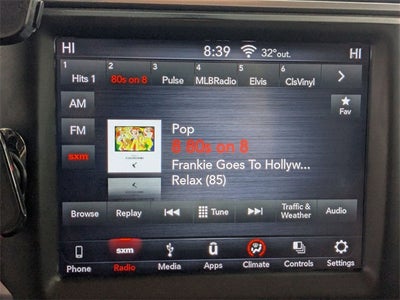 HI 8:39 32° out. HI
1 2 3 4 5 6
Hits 1 80s on 8 Pulse MLBRadio Elvis ClsVinyl
AM
Fav
FM
Pop
8 80s on 8
sxm
Frankie Goes To Hollyw...
Relax (85)
Browse Replay Tune Traffic & Weather Audio
sxm
Phone Radio Media Apps Climate Controls Settings